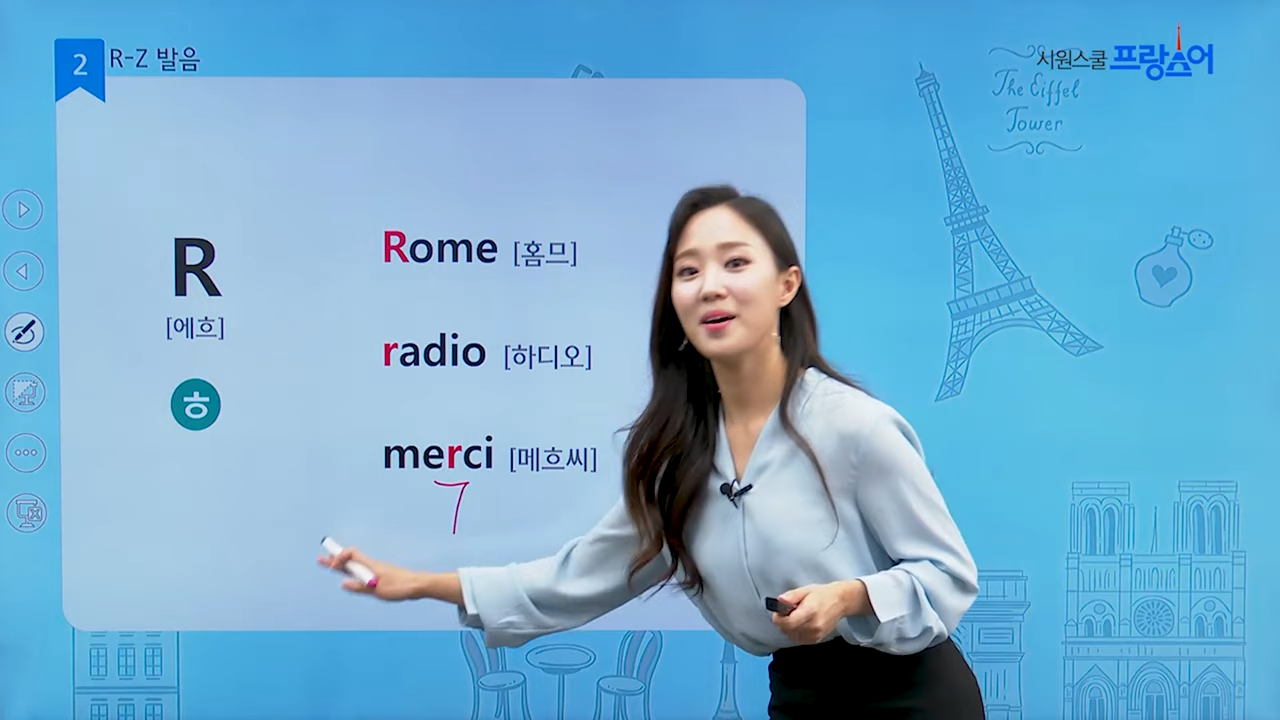 2 R-Z 발음
시원스쿨 프랑스어
The Eiffel
Tower
R
[에흐]
ㅎ
Rome [홈므]
radio [하디오]
merci [메흐씨]
ㄱ